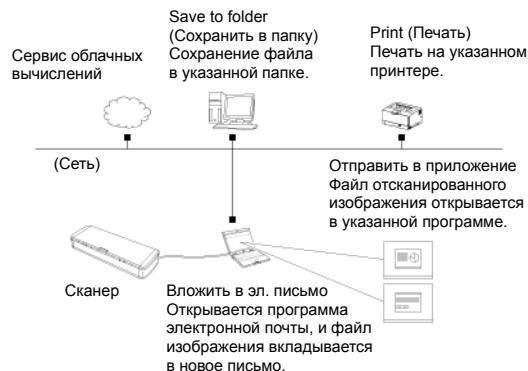 Сервис облачных
вычислений
Save to folder
(Сохранить в папку)
Сохранение файла
в указанной папке.
Print (Печать)
Печать на указанном
принтере.
(Сеть)
Отправить в приложение
Файл отсканированного
изображения открывается
в указанной программе.
Сканер
Вложить в эл. письмо
Открывается программа
электронной почты, и файл
изображения вкладывается
в новое письмо.